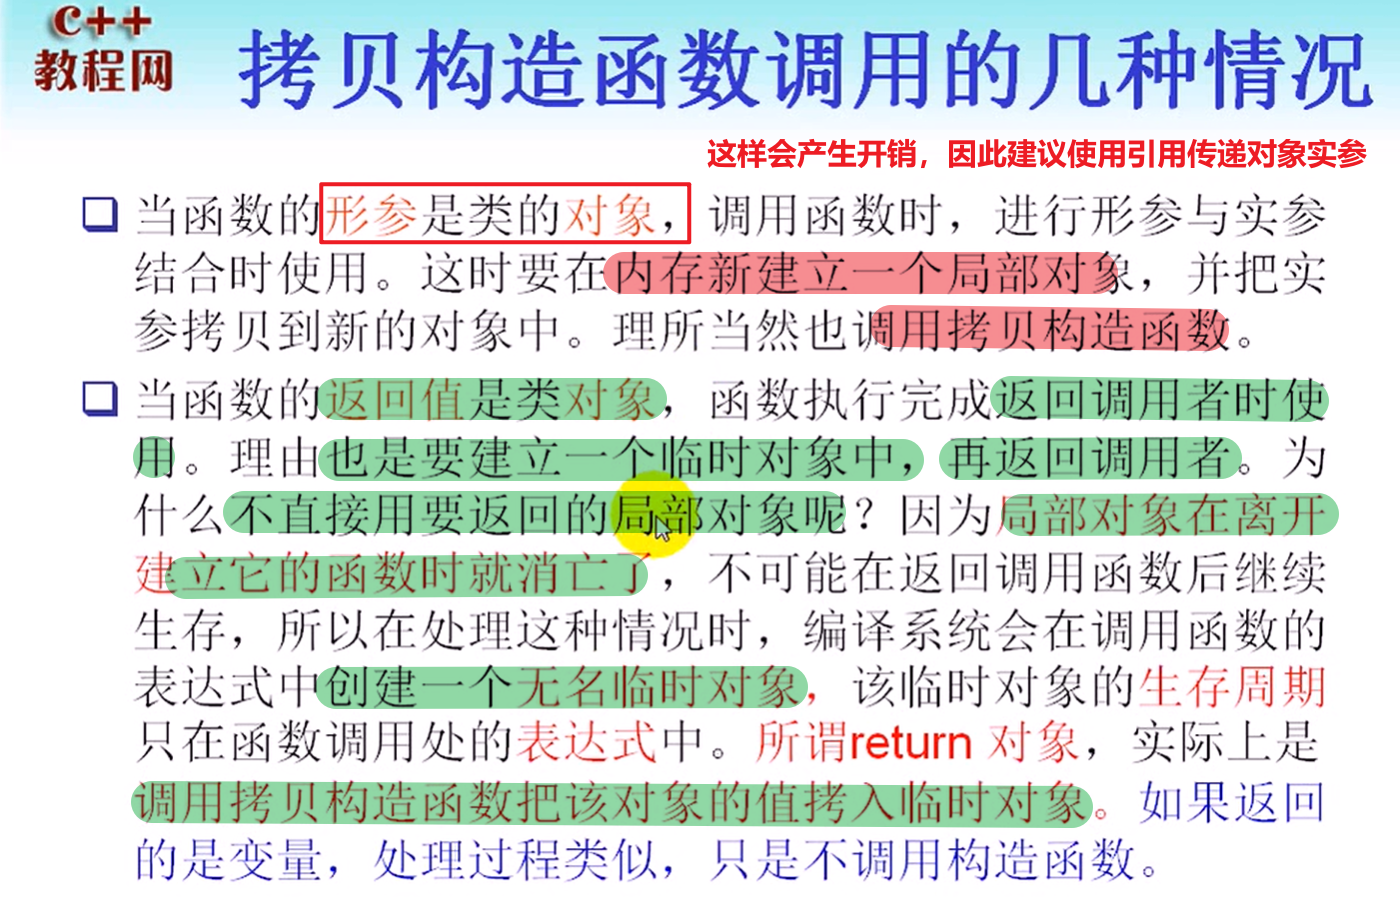 C++
教程网
拷贝构造函数调用的几种情况
这样会产生开销，因此建议使用引用传递对象实参
当函数的形参是类的对象，调用函数时，进行形参与实参
结合时使用。这时要在内存新建立一个局部对象，并把实
参拷贝到新的对象中。理所当然也调用拷贝构造函数。
当函数的返回值是类对象，函数执行完成返回调用者时使
用。理由也是要建立一个临时对象中，再返回调用者。为
什么不直接用要返回的局部对象呢？因为局部对象在离开
建立它的函数时就消亡了，不可能在返回调用函数后继续
生存，所以在处理这种情况时，编译系统会在调用函数的
表达式中创建一个无名临时对象，该临时对象的生存周期
只在函数调用处的表达式中。所谓return 对象，实际上是
调用拷贝构造函数把该对象的值拷入临时对象。如果返回
的是变量，处理过程类似，只是不调用构造函数。